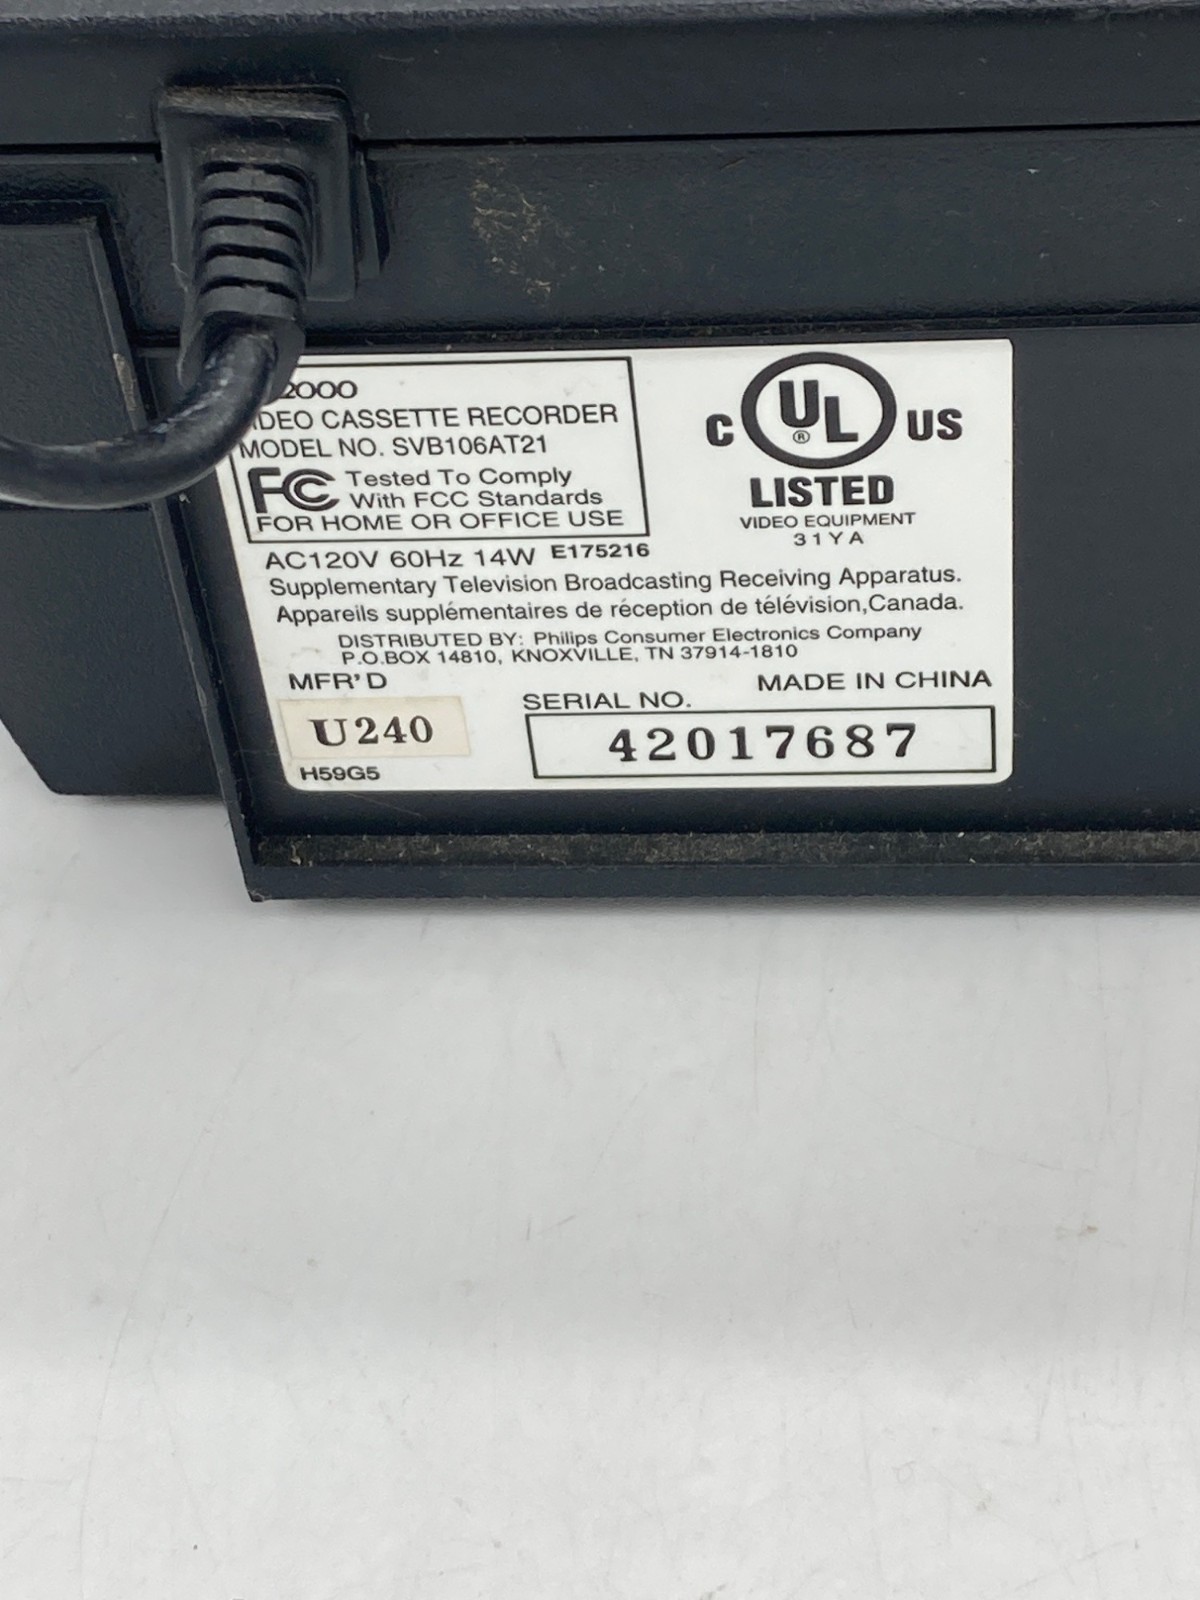 2000
VIDEO CASSETTE RECORDER
MODEL NO. SVB106AT21
FC Tested To Comply
With FCC Standards
FOR HOME OR OFFICE USE
C UL ® US
LISTED
VIDEO EQUIPMENT
31YA
AC120V 60Hz 14W E175216
Supplementary Television Broadcasting Receiving Apparatus.
Appareils supplémentaires de réception de télévision,Canada.
DISTRIBUTED BY: Philips Consumer Electronics Company
P.O.BOX 14810, KNOXVILLE, TN 37914-1810
MFR'D
MADE IN CHINA
SERIAL NO.
U240
42017687
H59G5